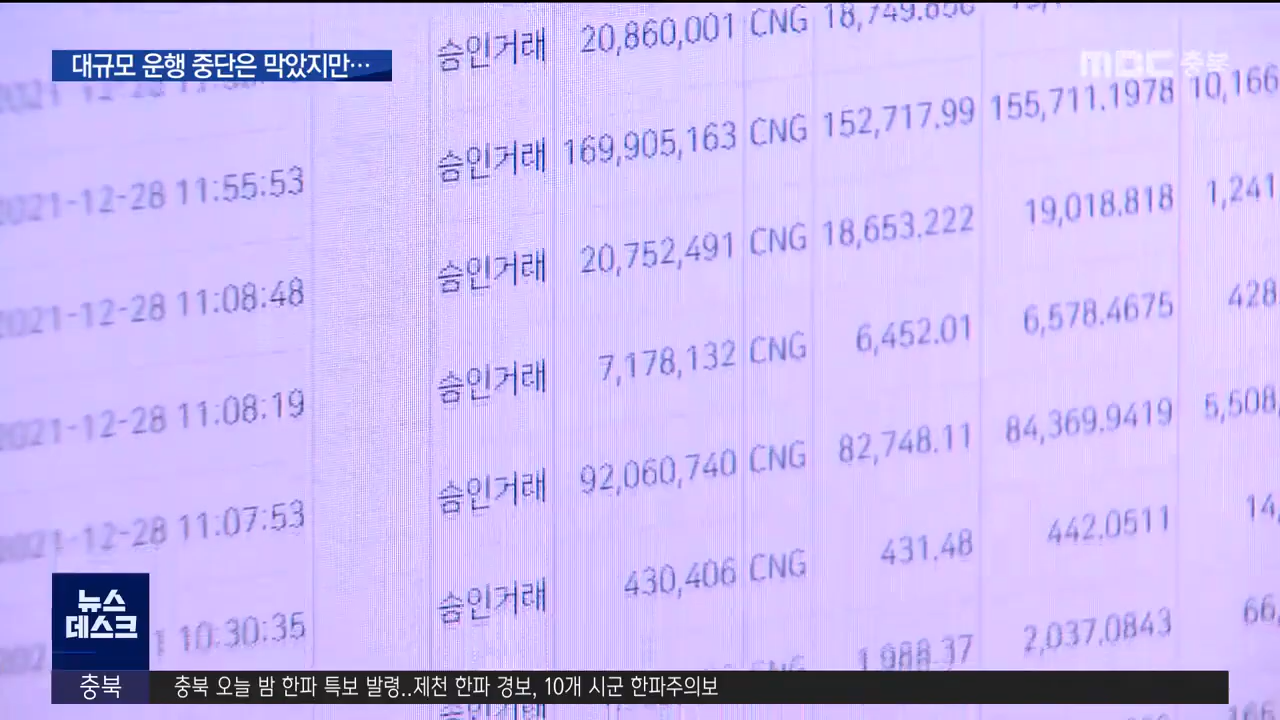 대규모 운행 중단은 막았지만…
MBC 충북
승인거래 20,860,001 CNG
승인거래 169,905,163 CNG 152,717.99 155,711.1978 10,166
2021-12-28 11:55:53
승인거래 20,752,491 CNG 18,653.222 19,018.818 1,241
2021-12-28 11:08:48
승인거래 7,178,132 CNG 6,452.01 6,578.4675 428
2021-12-28 11:08:19
승인거래 92,060,740 CNG 82,748.11 84,369.9419 5,508,
2021-12-28 11:07:53
승인거래 430,406 CNG 431.48 442.0511 14,
10:30:35
1,988.37 2,037.0843 66,
뉴스
데스크
충북 충북 오늘 밤 한파 특보 발령..제천 한파 경보, 10개 시군 한파주의보